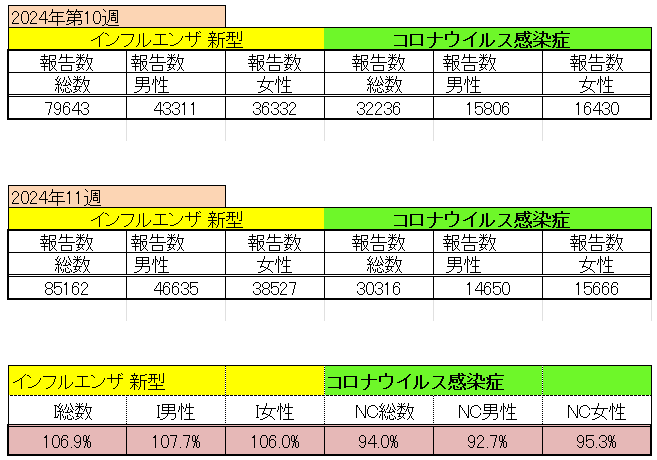 2024年第10週
インフルエンザ 新型 コロナウイルス感染症
報告数 報告数 報告数 報告数 報告数 報告数
総数 男性 女性 総数 男性 女性
79643 43311 36332 32236 15806 16430
2024年11週
インフルエンザ 新型 コロナウイルス感染症
報告数 報告数 報告数 報告数 報告数 報告数
総数 男性 女性 総数 男性 女性
85162 46635 38527 30316 14650 15666
インフルエンザ 新型 コロナウイルス感染症
I総数 I男性 I女性 NC総数 NC男性 NC女性
106.9% 107.7% 106.0% 94.0% 92.7% 95.3%